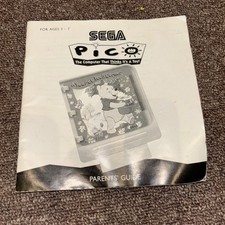 FOR AGES 3 - 7
SEGA
PICO
The Computer That Thinks It's A Toy!
PARENTS' GUIDE